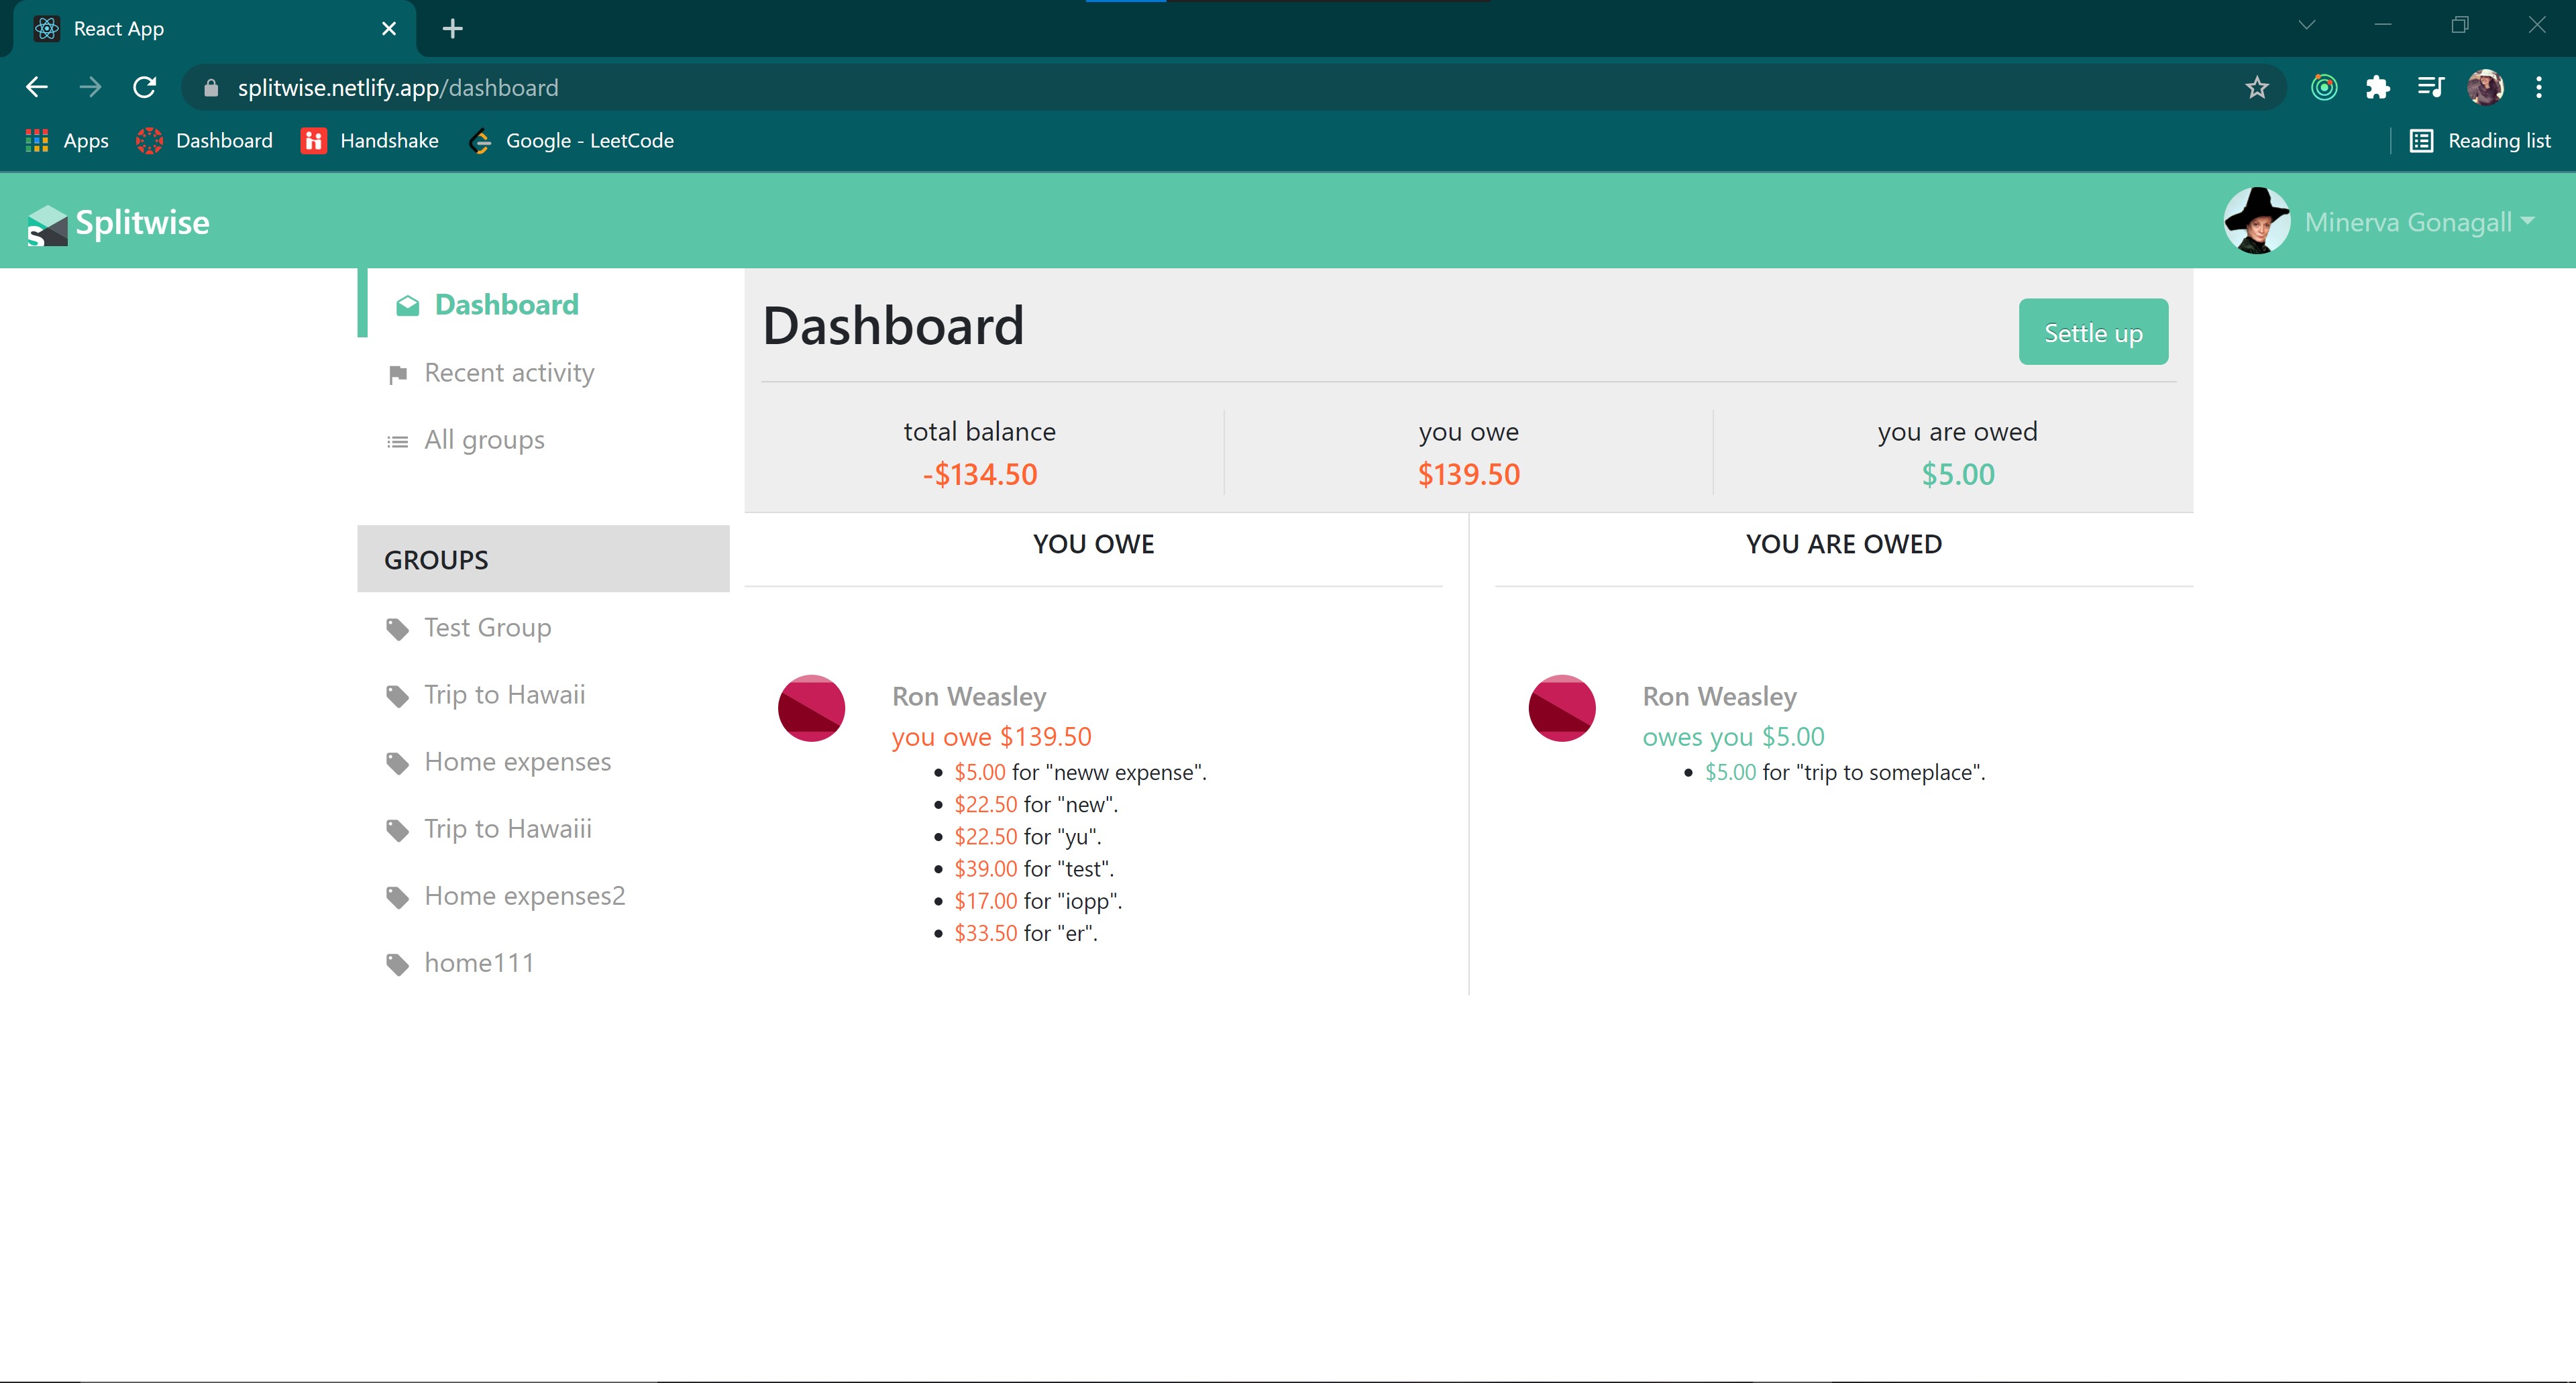 React App
splitwise.netlify.app/dashboard
Apps Dashboard Handshake Google - LeetCode Reading list
Splitwise
Minerva Gonagall
Dashboard
Recent activity
All groups
GROUPS
Test Group
Trip to Hawaii
Home expenses
Trip to Hawaiii
Home expenses2
home111
Dashboard
Settle up
total balance
-$134.50
you owe
$139.50
you are owed
$5.00
YOU OWE
Ron Weasley
you owe $139.50
$5.00 for "neww expense".
$22.50 for "new".
$22.50 for "yu".
$39.00 for "test".
$17.00 for "iopp".
$33.50 for "er".
YOU ARE OWED
Ron Weasley
owes you $5.00
$5.00 for "trip to someplace".